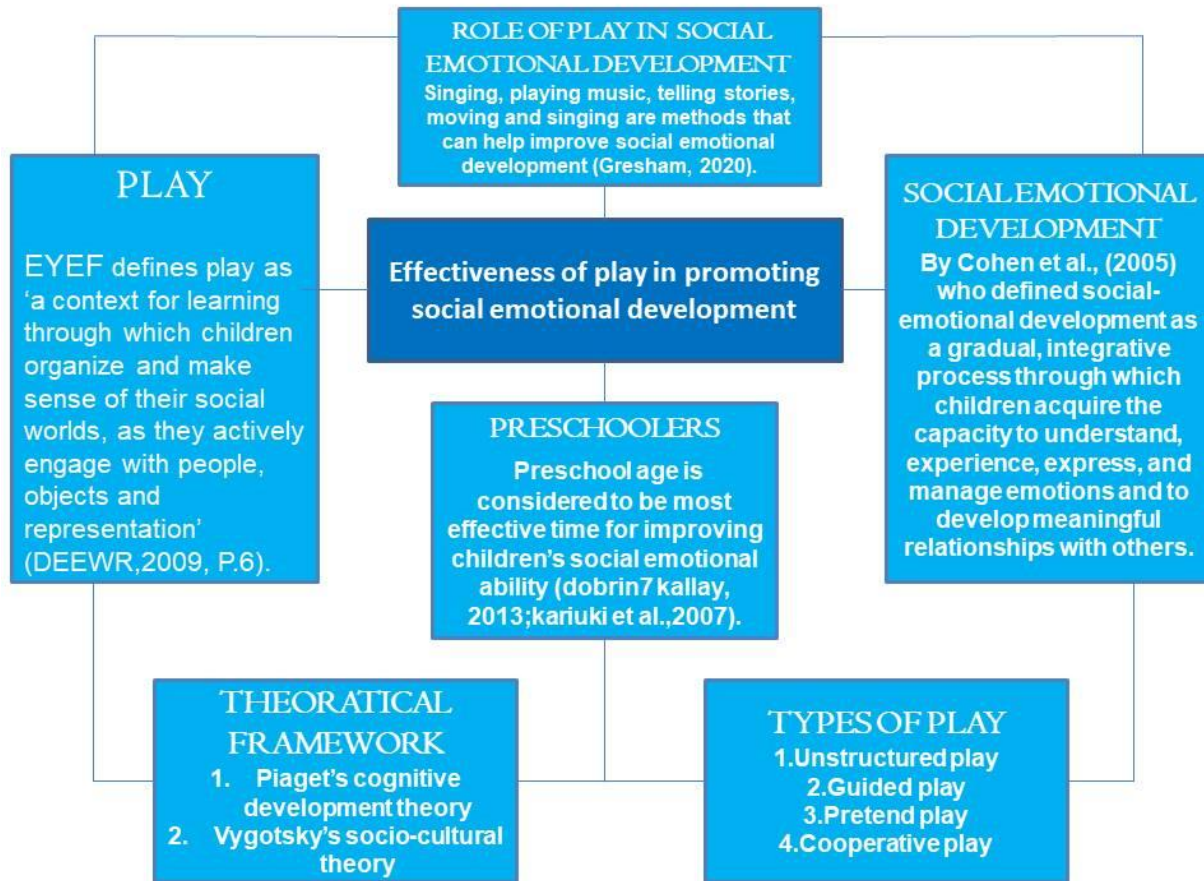 ROLE OF PLAY IN SOCIAL
EMOTIONAL DEVELOPMENT
Singing, playing music, telling stories,
moving and singing are methods that
can help improve social emotional
development (Gresham, 2020).
PLAY
EYEF defines play as
‘a context for learning
through which children
organize and make
sense of their social
worlds, as they actively
engage with people,
objects and
representation’
(DEEWR,2009, P.6).
Effectiveness of play in promoting
social emotional development
SOCIAL EMOTIONAL
DEVELOPMENT
By Cohen et al., (2005)
who defined social-
emotional development as
a gradual, integrative
process through which
children acquire the
capacity to understand,
experience, express, and
manage emotions and to
develop meaningful
relationships with others.
PRESCHOOLERS
Preschool age is
considered to be most
effective time for improving
children’s social emotional
ability (dobrin7 kallay,
2013;kariuki et al.,2007).
THEORATICAL
FRAMEWORK
1. Piaget’s cognitive
development theory
2. Vygotsky’s socio-cultural
theory
TYPES OF PLAY
1.Unstructured play
2.Guided play
3.Pretend play
4.Cooperative play